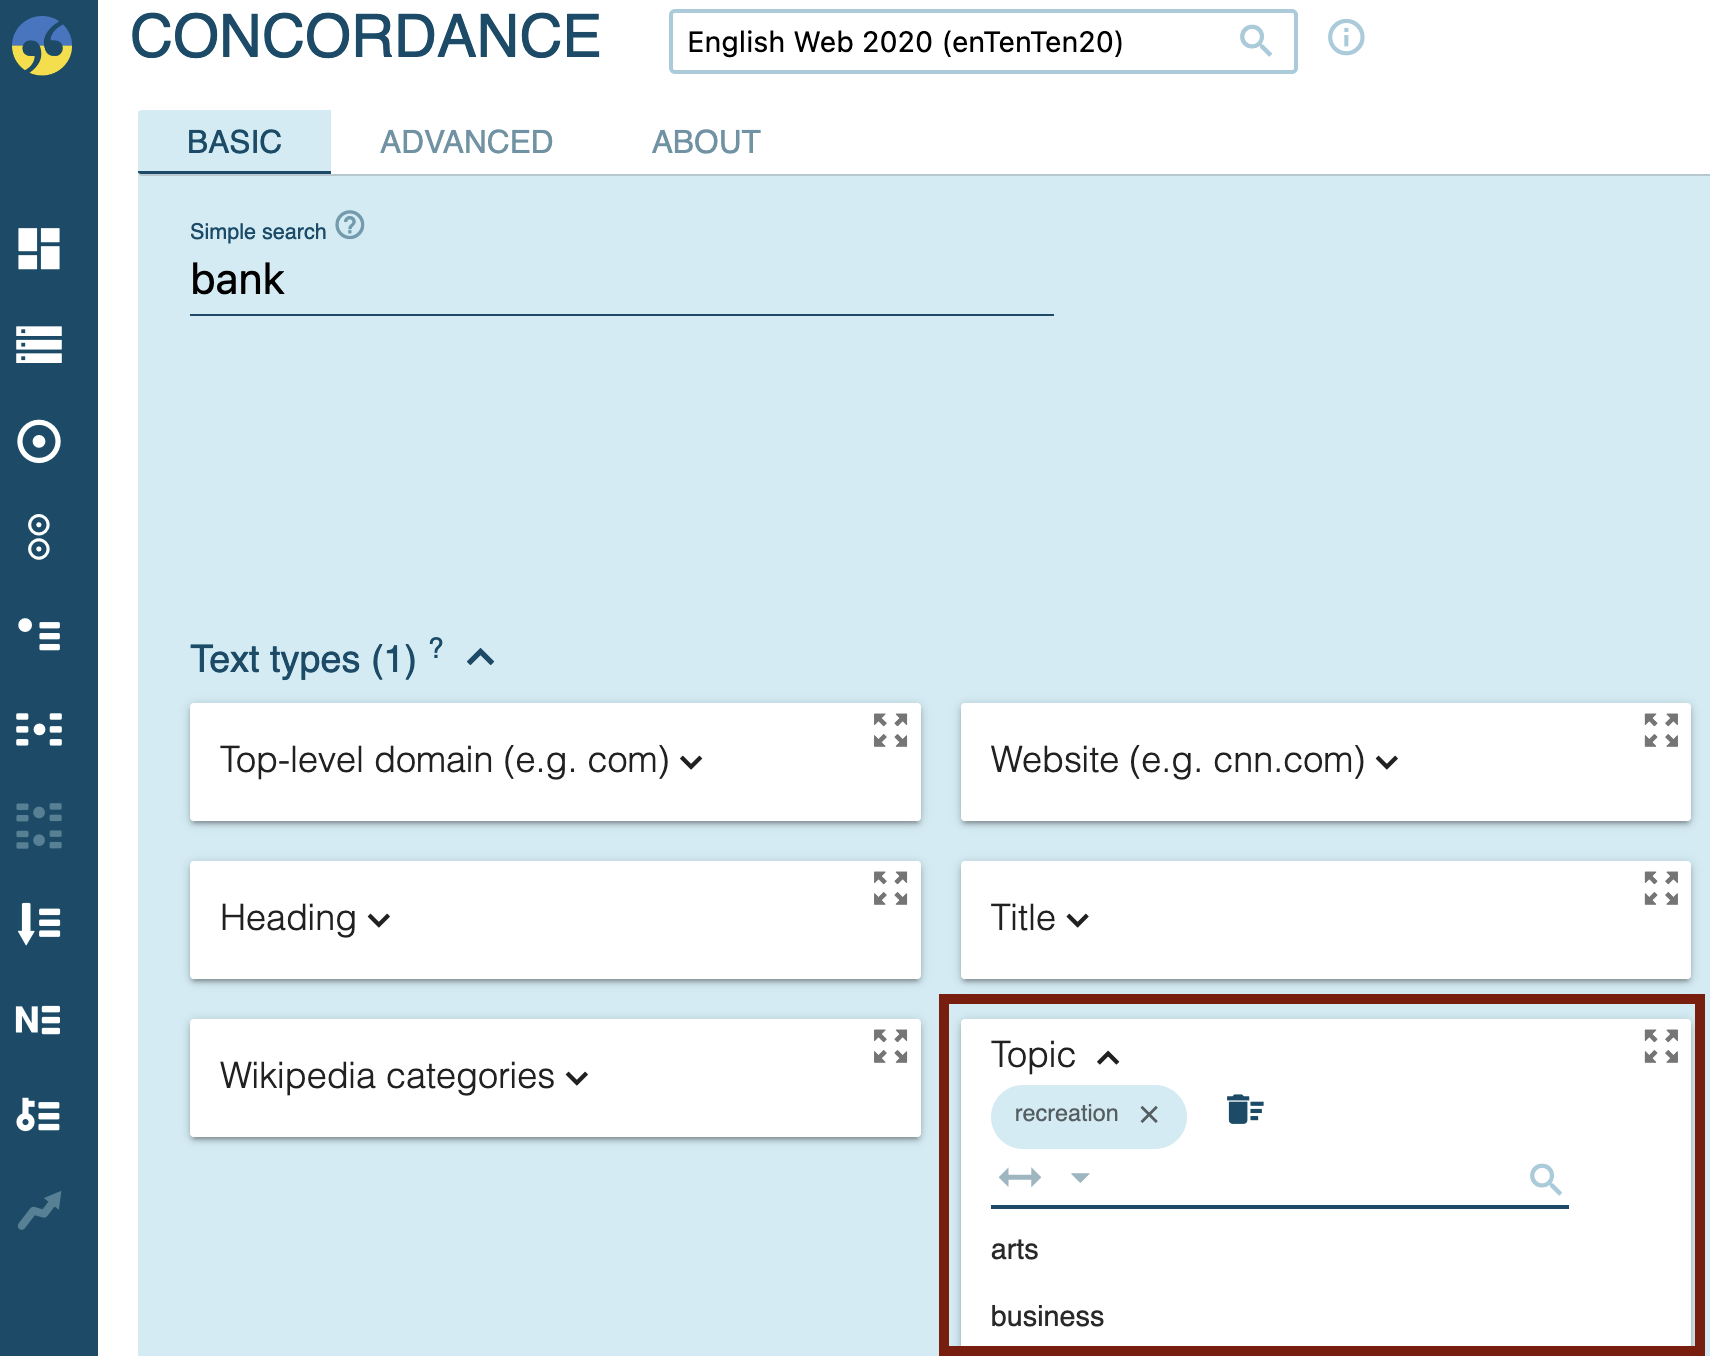 CONCORDANCE
English Web 2020 (enTenTen20)
BASIC ADVANCED ABOUT
Simple search ?
bank
Text types (1) ?
Top-level domain (e.g. com)
Website (e.g. cnn.com)
Heading
Title
Wikipedia categories
Topic
recreation
arts
business
N